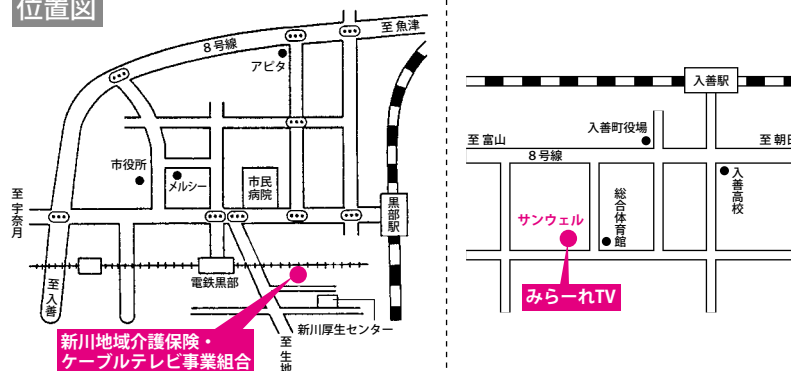 位置図
至魚津
8号線
アピタ
市役所
メルシー
市民
病院
至宇奈月
黒部駅
電鉄黒部
至入善
新川厚生センター
新川地域介護保険・
ケーブルテレビ事業組合
至生地
入善駅
入善町役場
至富山
至朝日
8号線
入善高校
総合体育館
サンウェル
みらーれTV